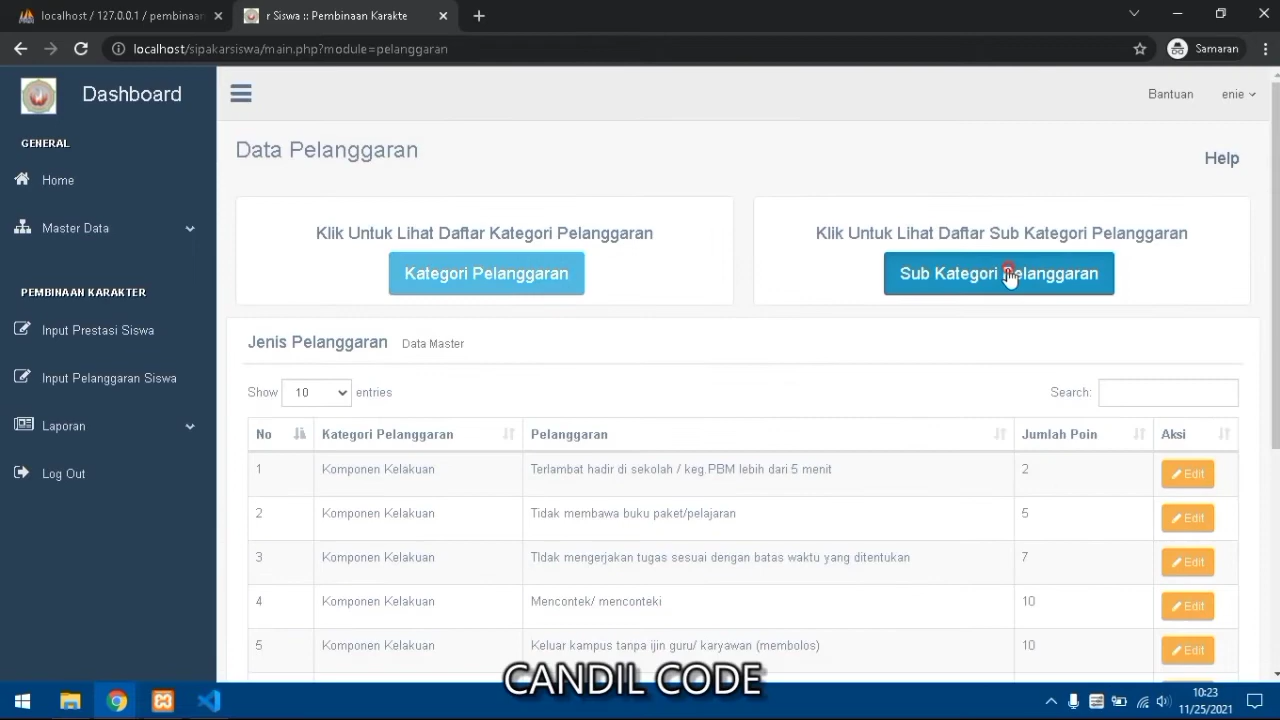 localhost / 127.0.0.1 / pembinaan
r Siswa :: Pembinaan Karakte
localhost/sipakarsiswa/main.php?module=pelanggaran
Samaran
Dashboard
Bantuan
enie
GENERAL
Home
Master Data
PEMBINAAN KARAKTER
Input Prestasi Siswa
Input Pelanggaran Siswa
Laporan
Log Out
Data Pelanggaran
Help
Klik Untuk Lihat Daftar Kategori Pelanggaran
Kategori Pelanggaran
Klik Untuk Lihat Daftar Sub Kategori Pelanggaran
Sub Kategori Pelanggaran
Jenis Pelanggaran Data Master
Show 10 entries
Search:
No Kategori Pelanggaran Pelanggaran Jumlah Poin Aksi
1 Komponen Kelakuan Terlambat hadir di sekolah / keg.PBM lebih dari 5 menit 2 Edit
2 Komponen Kelakuan Tidak membawa buku paket/pelajaran 5 Edit
3 Komponen Kelakuan TIdak mengerjakan tugas sesuai dengan batas waktu yang ditentukan 7 Edit
4 Komponen Kelakuan Mencontek/ menconteki 10 Edit
5 Komponen Kelakuan Keluar kampus tanpa ijin guru/ karyawan (membolos) 10 Edit
CANDIL CODE
10:23
11/25/2021